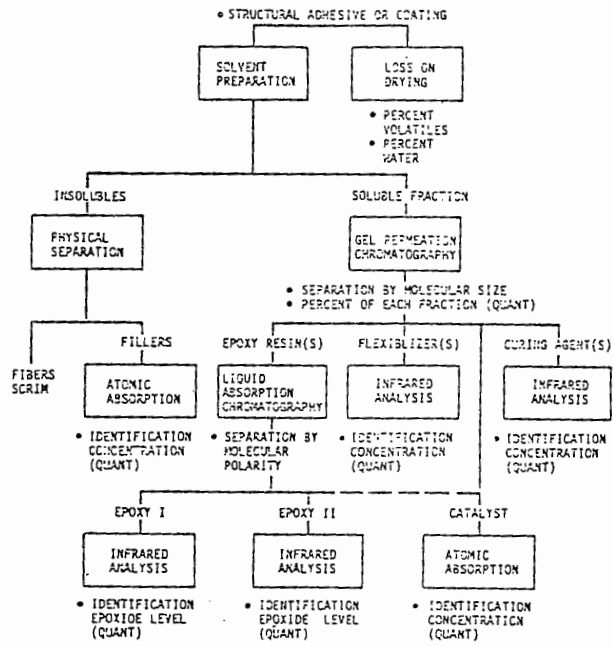 • STRUCTURAL ADHESIVE OR COATING
SOLVENT
PREPARATION
LOSS ON
DRYING
• PERCENT
VOLATILES
• PERCENT
WATER
INSOLUBLES
SOLUBLE FRACTION
PHYSICAL
SEPARATION
GEL PERMEATION
CHROMATOGRAPHY
• SEPARATION BY MOLECULAR SIZE
• PERCENT OF EACH FRACTION (QUANT)
FIBERS
SCRIM
FILLERS
EPOXY RESIN(S)
FLEXIBLIZER(S)
CURING AGENT(S)
ATOMIC
ABSORPTION
LIQUID
ABSORPTION
CHROMATOGRAPHY
INFRARED
ANALYSIS
INFRARED
ANALYSIS
• IDENTIFICATION
CONCENTRATION
(QUANT)
• SEPARATION BY
MOLECULAR
POLARITY
• IDENTIFICATION
CONCENTRATION
(QUANT)
• IDENTIFICATION
CONCENTRATION
(QUANT)
EPOXY I
EPOXY II
CATALYST
INFRARED
ANALYSIS
INFRARED
ANALYSIS
ATOMIC
ABSORPTION
• IDENTIFICATION
EPOXIDE LEVEL
(QUANT)
• IDENTIFICATION
EPOXIDE LEVEL
(QUANT)
• IDENTIFICATION
CONCENTRATION
(QUANT)